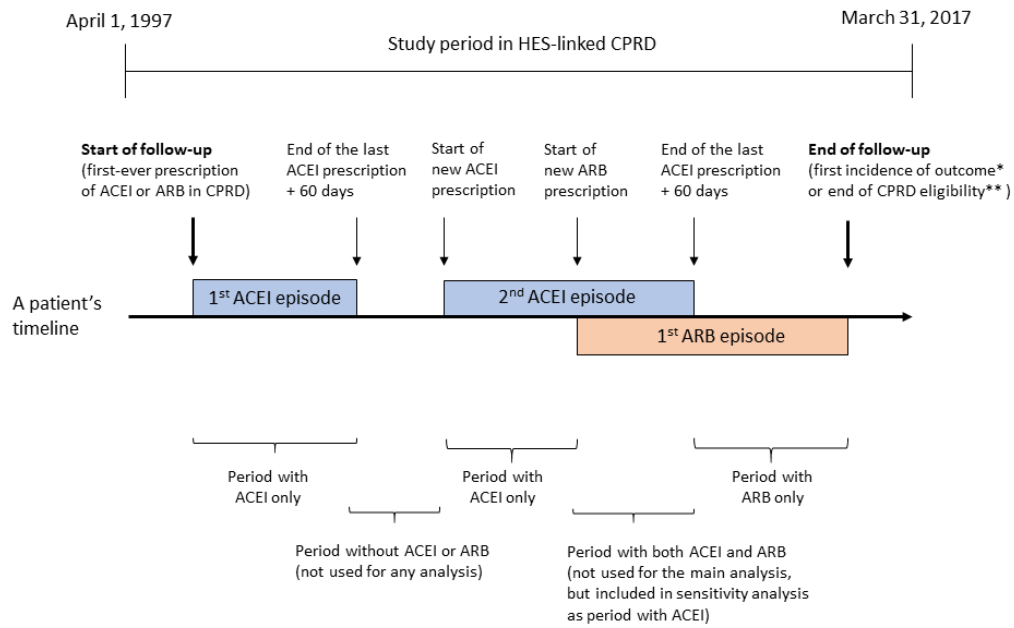 April 1, 1997
March 31, 2017
Study period in HES-linked CPRD
Start of follow-up
(first-ever prescription
of ACEI or ARB in CPRD)
End of the last
ACEI prescription
+ 60 days
Start of
new ACEI
prescription
Start of
new ARB
prescription
End of the last
ACEI prescription
+ 60 days
End of follow-up
(first incidence of outcome*
or end of CPRD eligibility** )
A patient's
timeline
1st ACEI episode
2nd ACEI episode
1st ARB episode
Period with
ACEI only
Period with
ACEI only
Period with
ARB only
Period without ACEI or ARB
(not used for any analysis)
Period with both ACEI and ARB
(not used for the main analysis,
but included in sensitivity analysis
as period with ACEI)